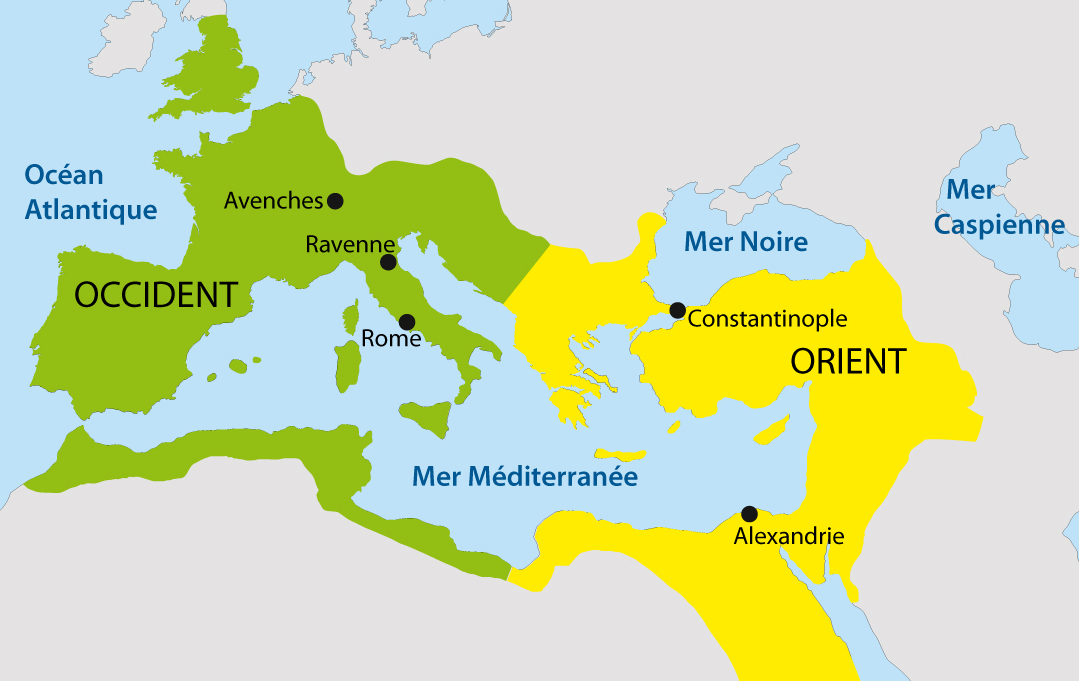 Océan
Atlantique
Avenches
Ravenne
OCCIDENT
Rome
Mer Noire
Mer
Caspienne
Constantinople
ORIENT
Mer Méditerranée
Alexandrie